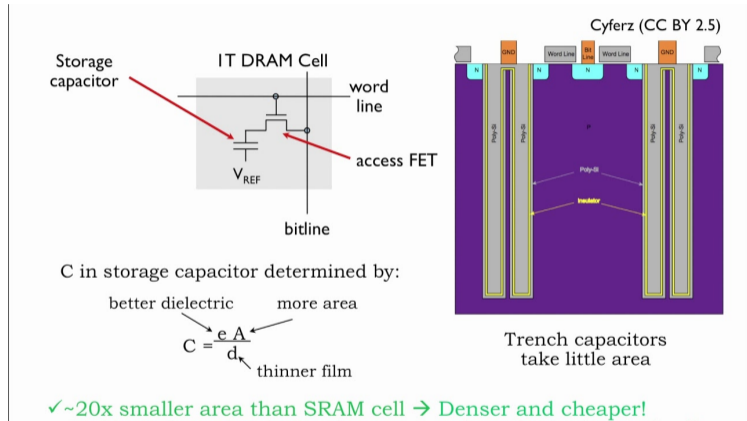 Cyferz (CC BY 2.5)
Storage
capacitor
1T DRAM Cell
word
line
access FET
VREF
bitline
GND
Word Line
Bit
Line
Word Line
GND
N
N
N
N
N
Poly-Si
Poly-Si
P
Poly-Si
Poly-Si
Poly-Si
Insulator
C in storage capacitor determined by:
better dielectric
more area
C = e A
d
thinner film
Trench capacitors
take little area
✓~20x smaller area than SRAM cell → Denser and cheaper!